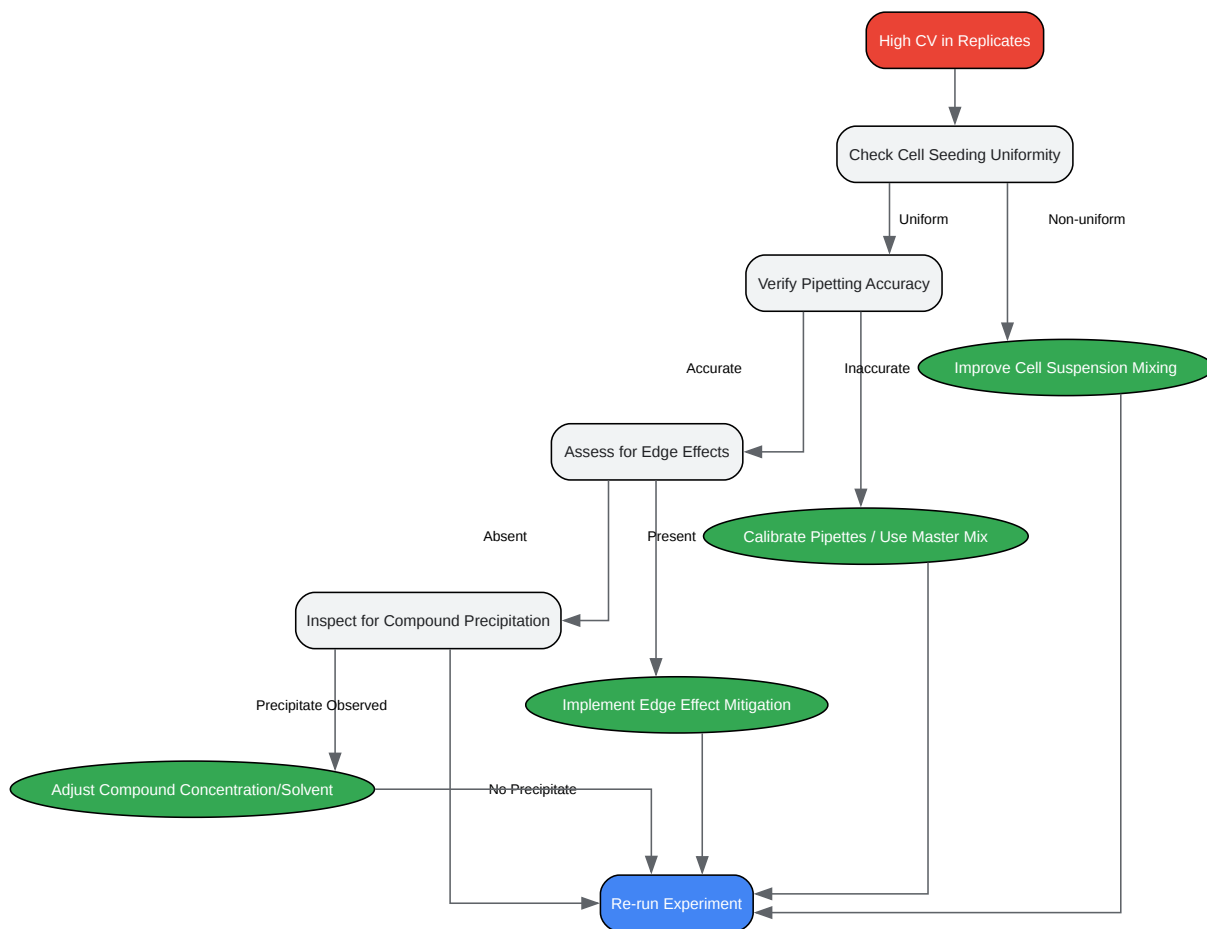 High CV in Replicates
Check Cell Seeding Uniformity
Uniform
Non-uniform
Verify Pipetting Accuracy
Accurate
Inaccurate
Improve Cell Suspension Mixing
Assess for Edge Effects
Absent
Present
Calibrate Pipettes / Use Master Mix
Inspect for Compound Precipitation
Precipitate Observed
Implement Edge Effect Mitigation
Adjust Compound Concentration/Solvent
No Precipitate
Re-run Experiment